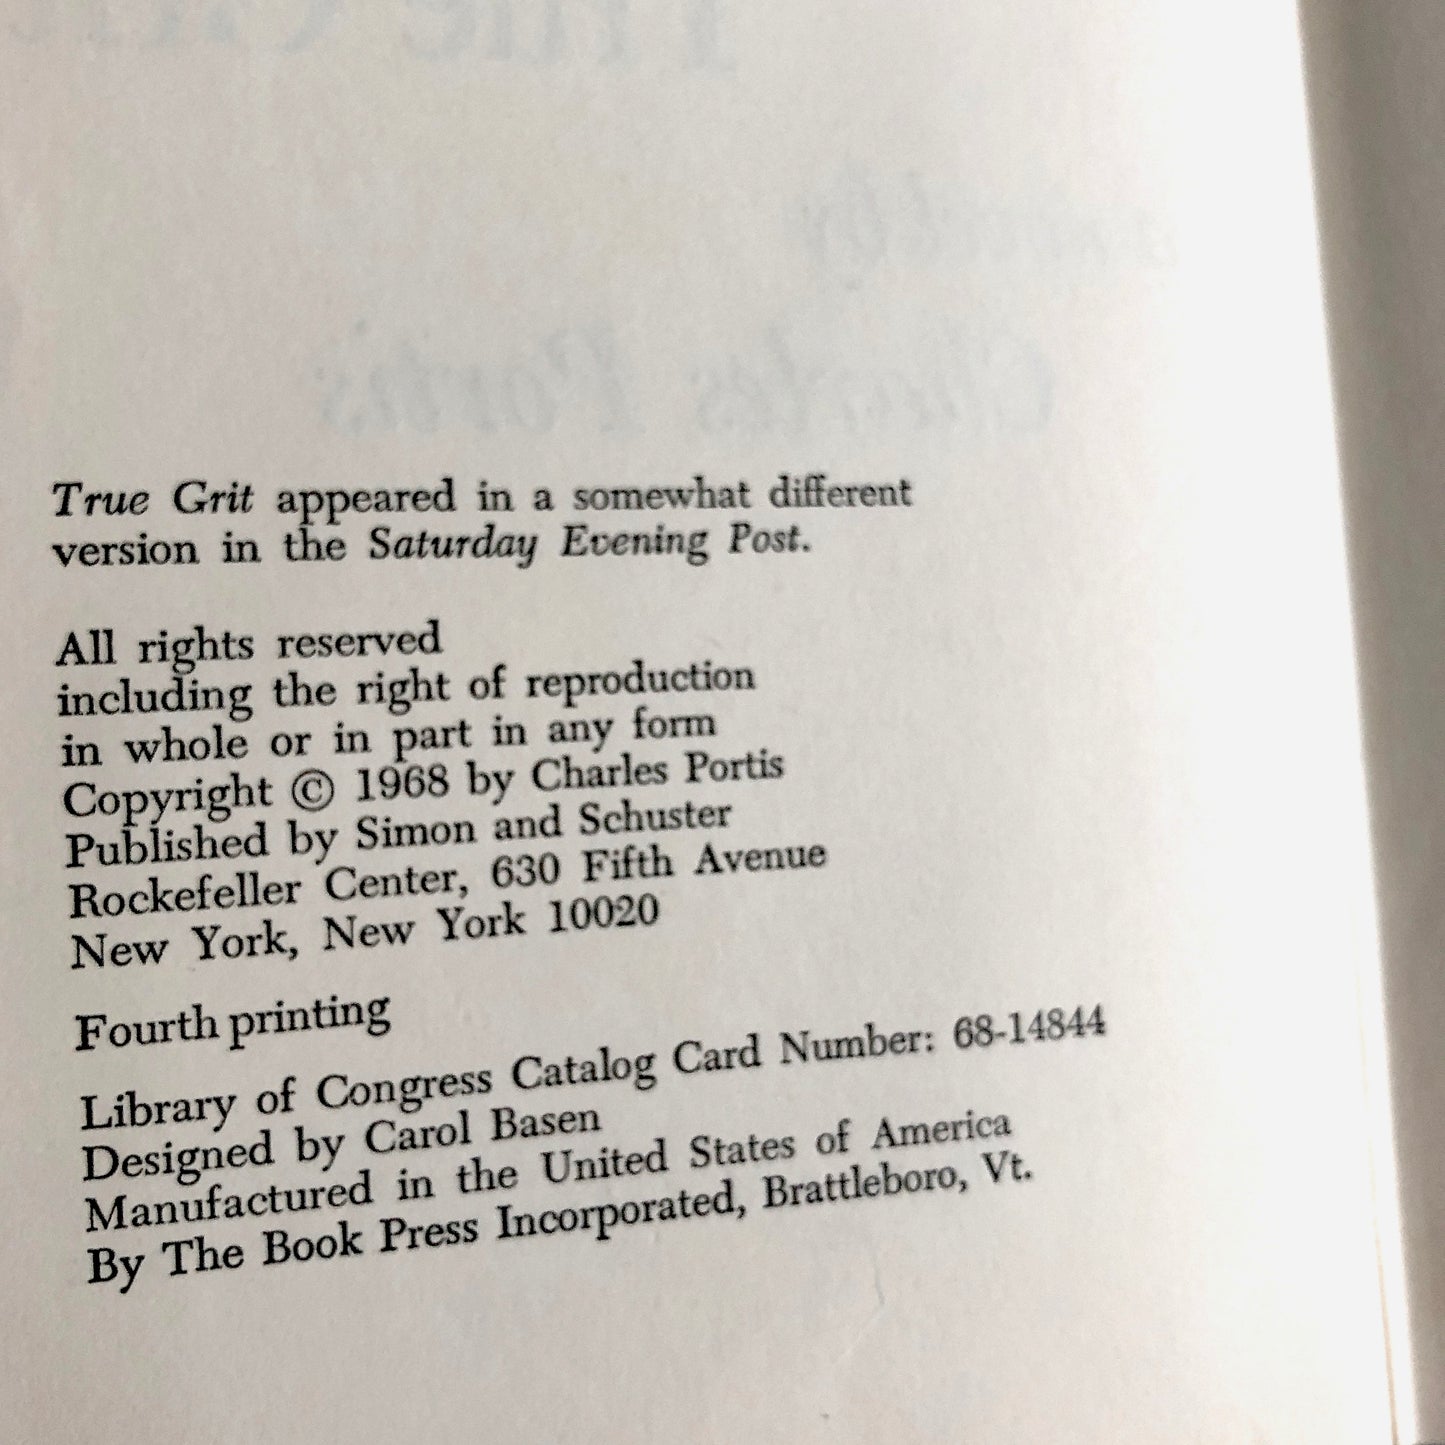 True Grit appeared in a somewhat different
version in the Saturday Evening Post.
All rights reserved
including the right of reproduction
in whole or in part in any form
Copyright © 1968 by Charles Portis
Published by Simon and Schuster
Rockefeller Center, 630 Fifth Avenue
New York, New York 10020
Fourth printing
Library of Congress Catalog Card Number: 68-14844
Designed by Carol Basen
Manufactured in the United States of America
By The Book Press Incorporated, Brattleboro, Vt.